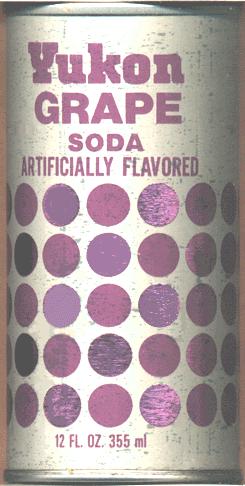 Yukon
GRAPE
SODA
ARTIFICIALLY FLAVORED
12 FL. OZ. 355 ml